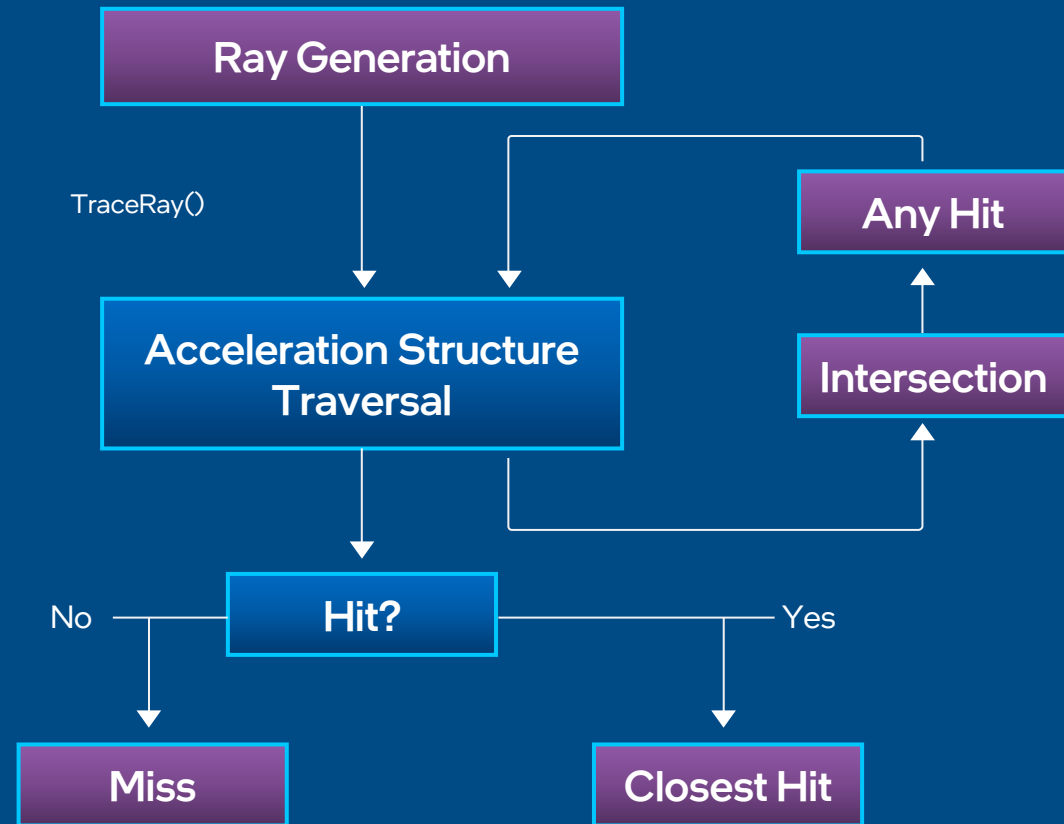 Ray Generation
TraceRay()
Any Hit
Acceleration Structure
Traversal
Intersection
No
Hit?
Yes
Miss
Closest Hit